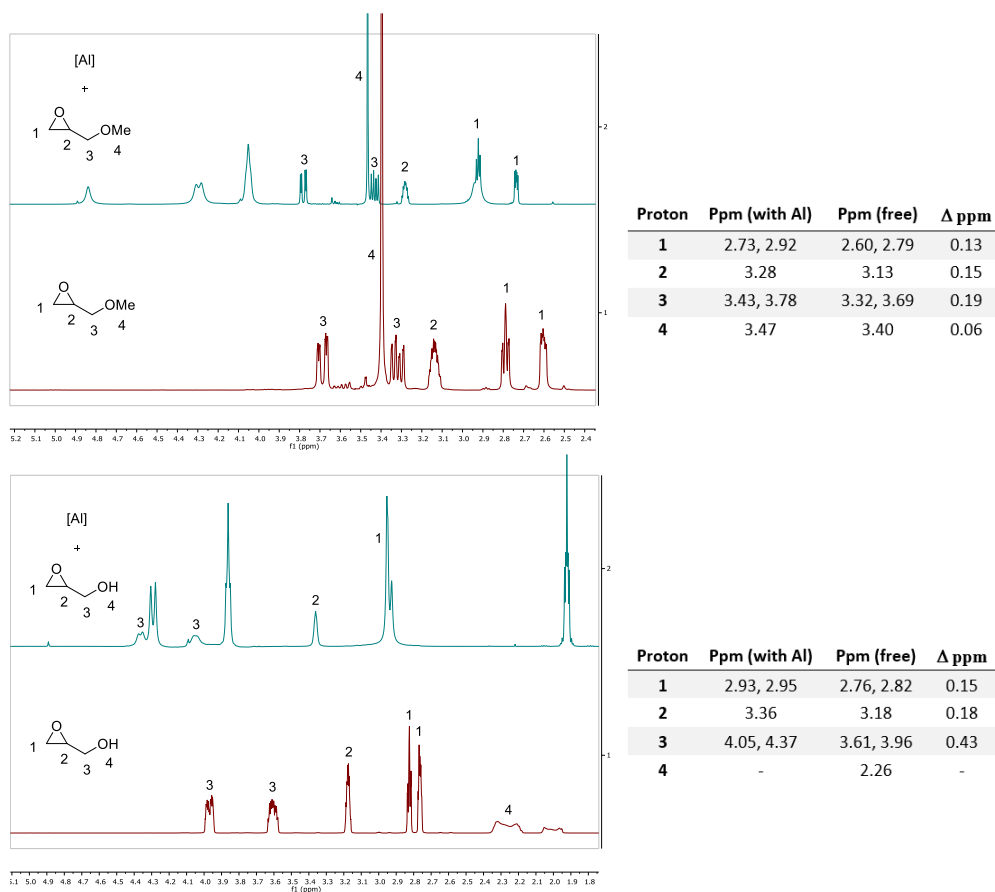 [Al]
+
O
OMe
1
2
3
4
3
4
3
2
1
1
2
O
OMe
1
2
3
4
3
4
3
2
1
1
1
5.2 5.1 5.0 4.9 4.8 4.7 4.6 4.5 4.4 4.3 4.2 4.1 4.0 3.9 3.8 3.7 3.6 3.5 3.4 3.3 3.2 3.1 3.0 2.9 2.8 2.7 2.6 2.5 2.4
f1 (ppm)
Proton Ppm (with Al) Ppm (free) Δ ppm
1 2.73, 2.92 2.60, 2.79 0.13
2 3.28 3.13 0.15
3 3.43, 3.78 3.32, 3.69 0.19
4 3.47 3.40 0.06
[Al]
+
O
OH
1
2
3
4
3
3
2
1
2
O
OH
1
2
3
4
3
3
2
1
1
4
1
5.1 5.0 4.9 4.8 4.7 4.6 4.5 4.4 4.3 4.2 4.1 4.0 3.9 3.8 3.7 3.6 3.5 3.4 3.3 3.2 3.1 3.0 2.9 2.8 2.7 2.6 2.5 2.4 2.3 2.2 2.1 2.0 1.9 1.8
f1 (ppm)
Proton Ppm (with Al) Ppm (free) Δ ppm
1 2.93, 2.95 2.76, 2.82 0.15
2 3.36 3.18 0.18
3 4.05, 4.37 3.61, 3.96 0.43
4 - 2.26 -